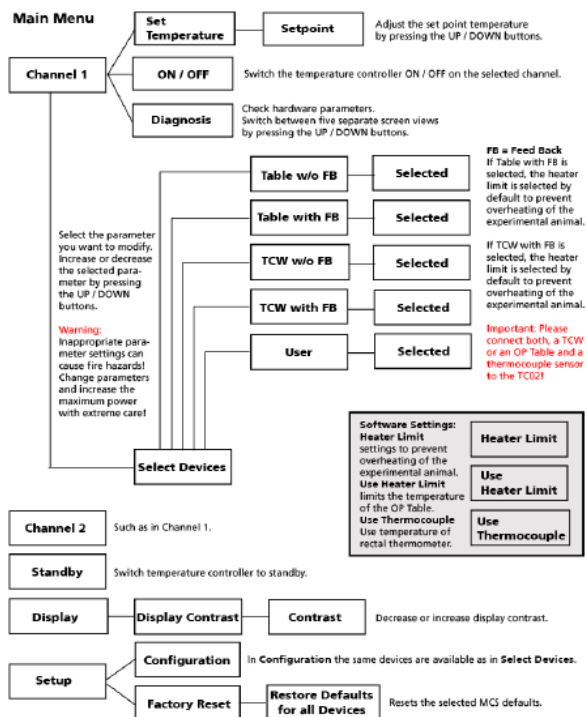 Main Menu
Set
Temperature
Setpoint
Adjust the set point temperature
by pressing the UP / DOWN buttons.
Channel 1
ON / OFF
Switch the temperature controller ON / OFF on the selected channel.
Diagnosis
Check hardware parameters.
Switch between five separate screen views
by pressing the UP / DOWN buttons.
Table w/o FB
Selected
Table with FB
Selected
TCW w/o FB
Selected
TCW with FB
Selected
User
Selected
FB = Feed Back
If Table with FB is
selected, the heater
limit is selected by
default to prevent
overheating of the
experimental animal.
If TCW with FB is
selected, the heater
limit is selected by
default to prevent
overheating of the
experimental animal.
Important: Please
connect both, a TCW
or an OP Table and a
thermocouple sensor
to the TC02!
Select the parameter
you want to modify.
Increase or decrease
the selected para-
meter by pressing
the UP / DOWN
buttons.
Warning:
Inappropriate para-
meter settings can
cause fire hazards!
Change parameters
and increase the
maximum power
with extreme care!
Select Devices
Software Settings:
Heater Limit
settings to prevent
overheating of the
experimental animal.
Use Heater Limit
limits the temperature
of the OP Table.
Use Thermocouple
Use temperature of
rectal thermometer.
Heater Limit
Use
Heater Limit
Use
Thermocouple
Channel 2
Such as in Channel 1.
Standby
Switch temperature controller to standby.
Display
Display Contrast
Contrast
Decrease or increase display contrast.
Setup
Configuration
In Configuration the same devices are available as in Select Devices.
Factory Reset
Restore Defaults
for all Devices
Resets the selected MCS defaults.